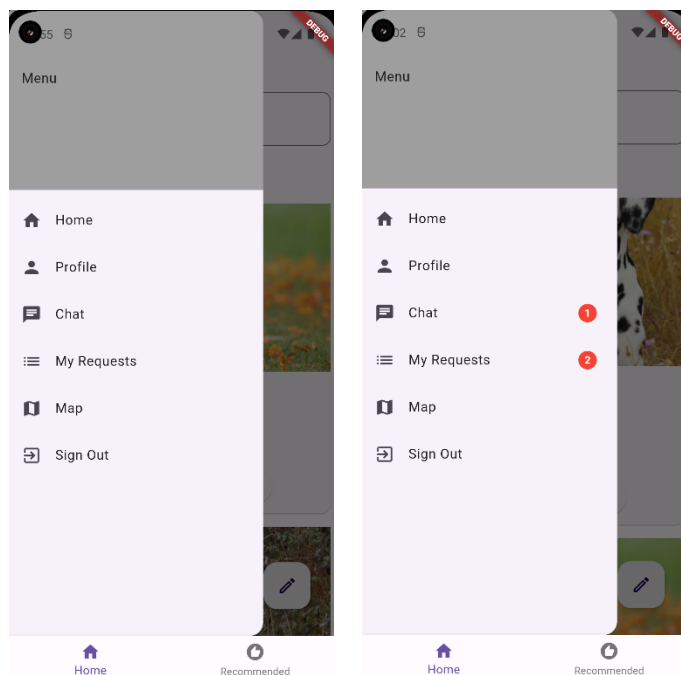 55
DEBUG
Menu
Home
Profile
Chat
My Requests
Map
Sign Out
Home
Recommended
02
DEBUG
Menu
Home
Profile
Chat 1
My Requests 2
Map
Sign Out
Home
Recommended